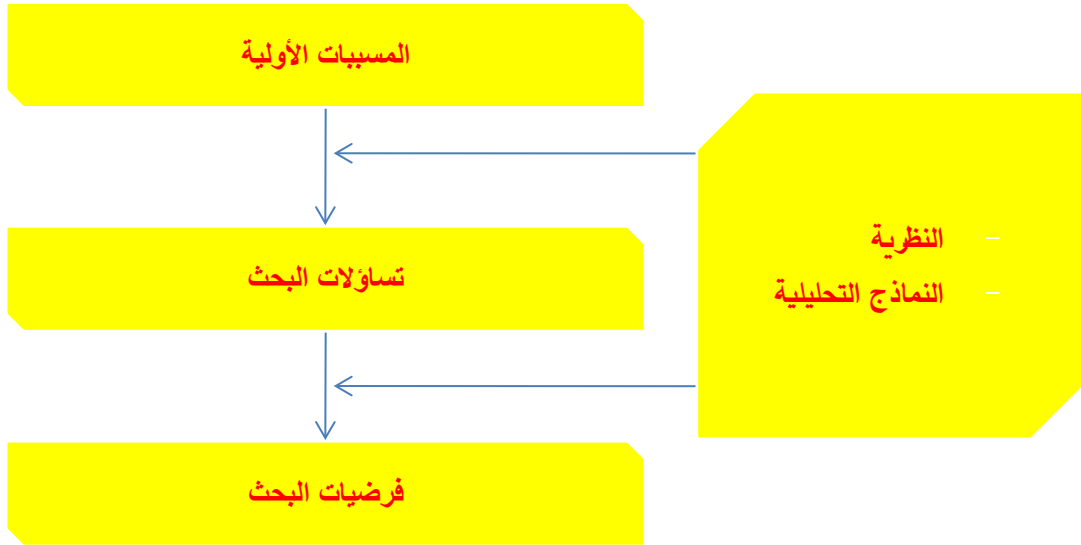 المسببات الأولية
تساؤلات البحث
فرضيات البحث
– النظرية
– النماذج التحليلية